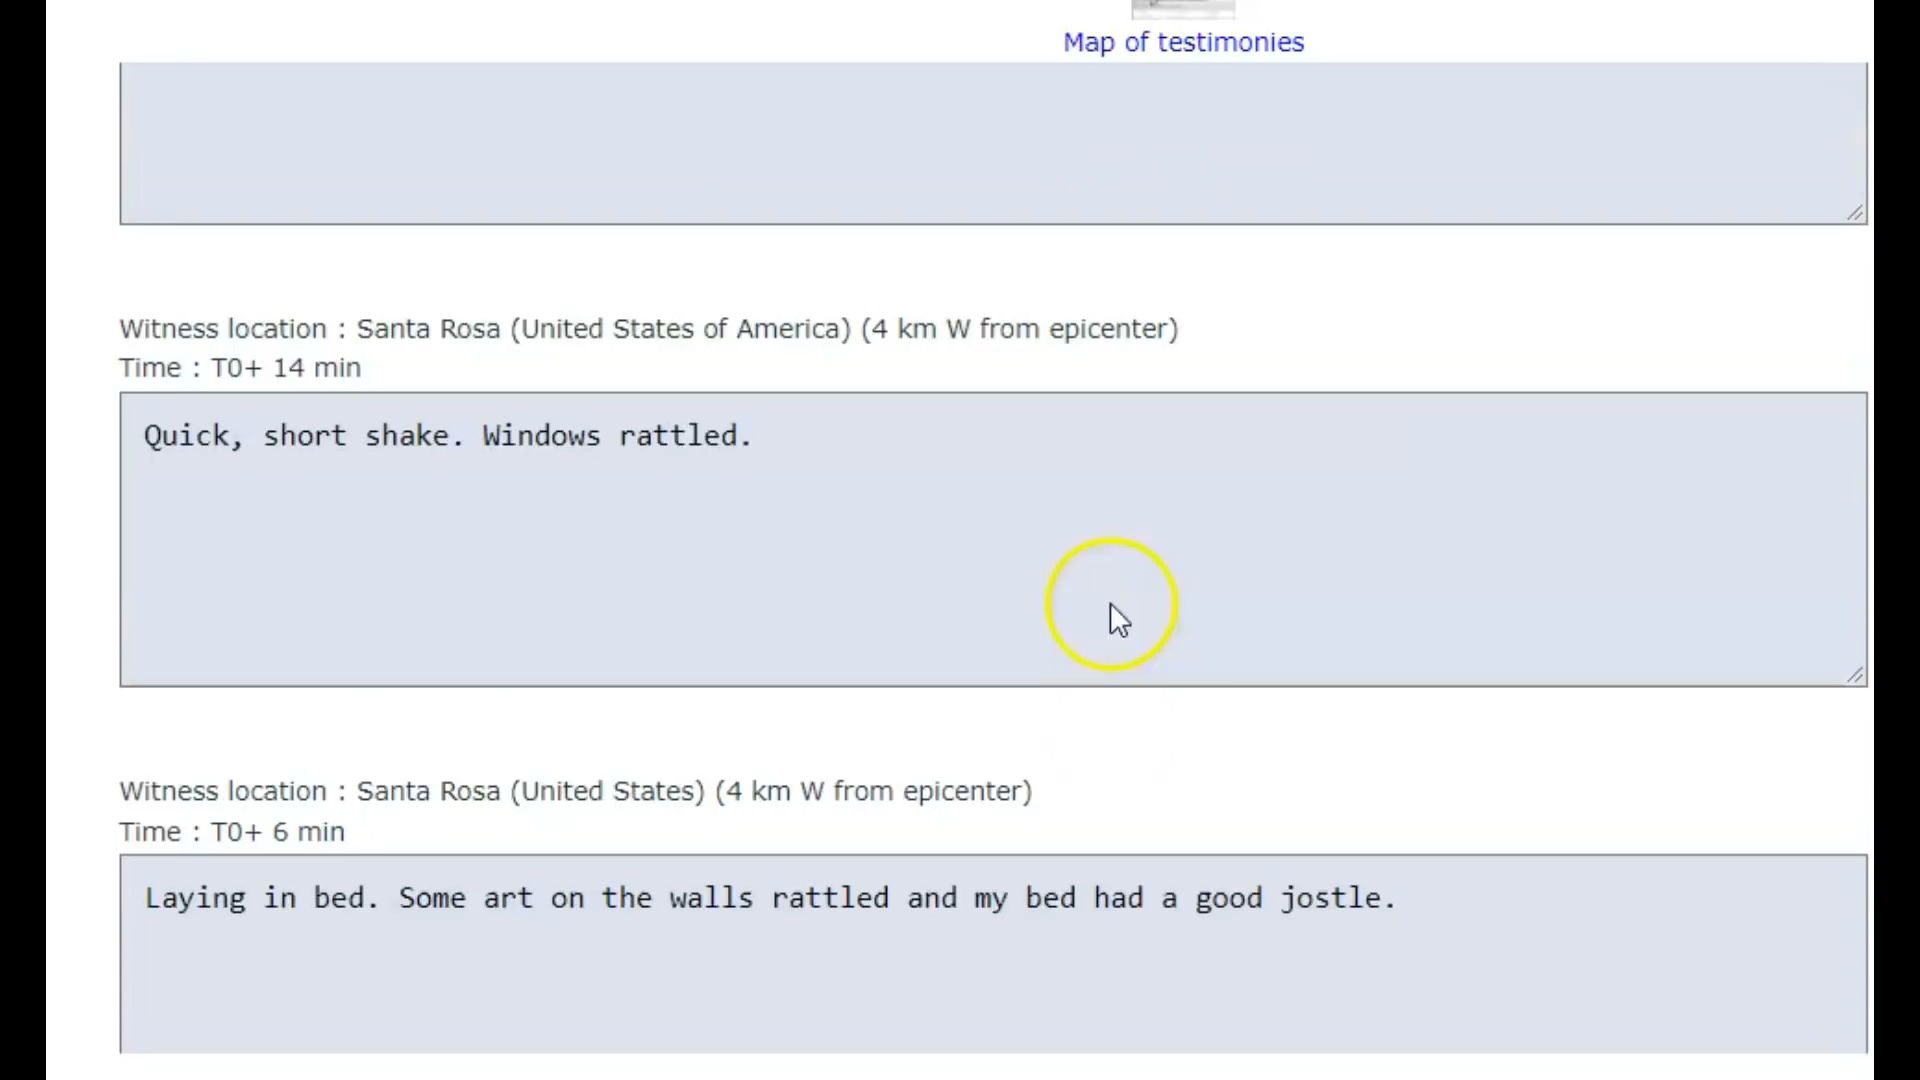 Map of testimonies
Witness location : Santa Rosa (United States of America) (4 km W from epicenter)
Time : T0+ 14 min
Quick, short shake. Windows rattled.
Witness location : Santa Rosa (United States) (4 km W from epicenter)
Time : T0+ 6 min
Laying in bed. Some art on the walls rattled and my bed had a good jostle.